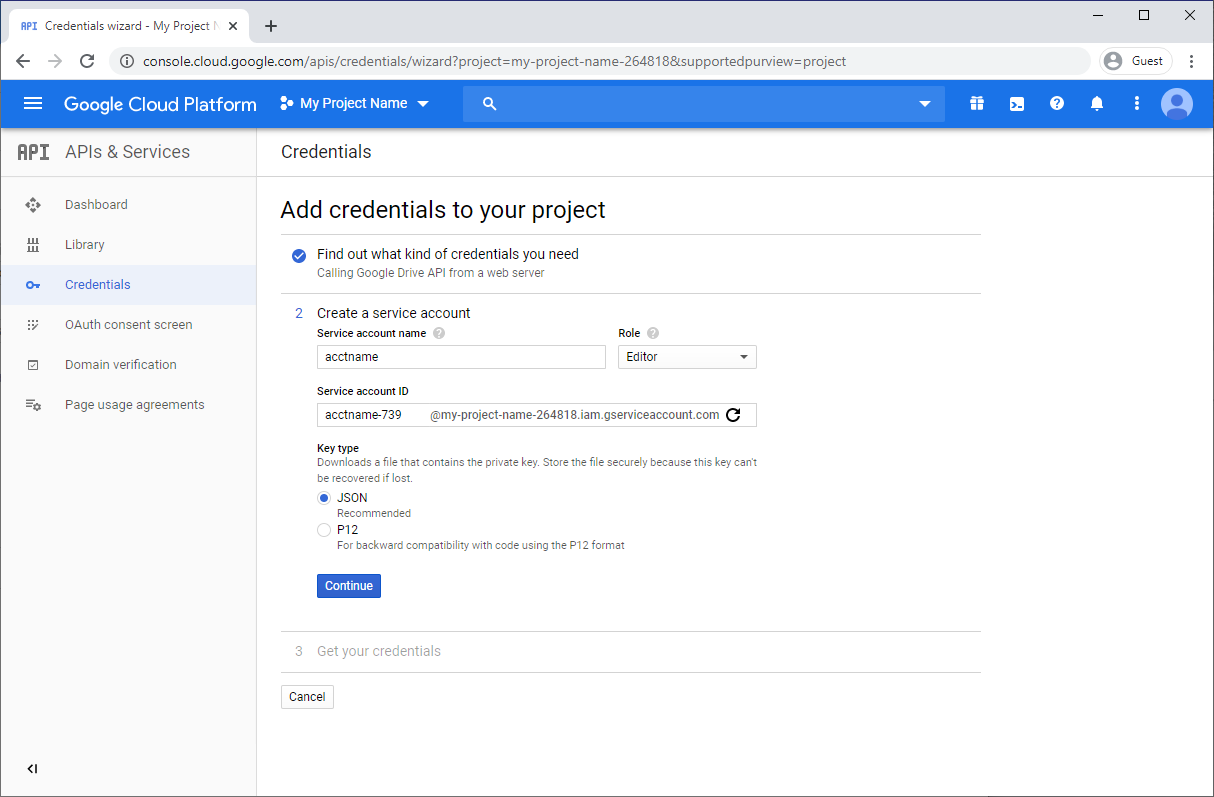 API Credentials wizard - My Project N
console.cloud.google.com/apis/credentials/wizard?project=my-project-name-264818&supportedpurview=project
Guest
Google Cloud Platform
My Project Name
API APIs & Services
Credentials
Dashboard
Library
Credentials
OAuth consent screen
Domain verification
Page usage agreements
Add credentials to your project
Find out what kind of credentials you need
Calling Google Drive API from a web server
2 Create a service account
Service account name ? Role ?
acctname Editor
Service account ID
acctname-739 @my-project-name-264818.iam.gserviceaccount.com
Key type
Downloads a file that contains the private key. Store the file securely because this key can't
be recovered if lost.
JSON
Recommended
P12
For backward compatibility with code using the P12 format
Continue
3 Get your credentials
Cancel